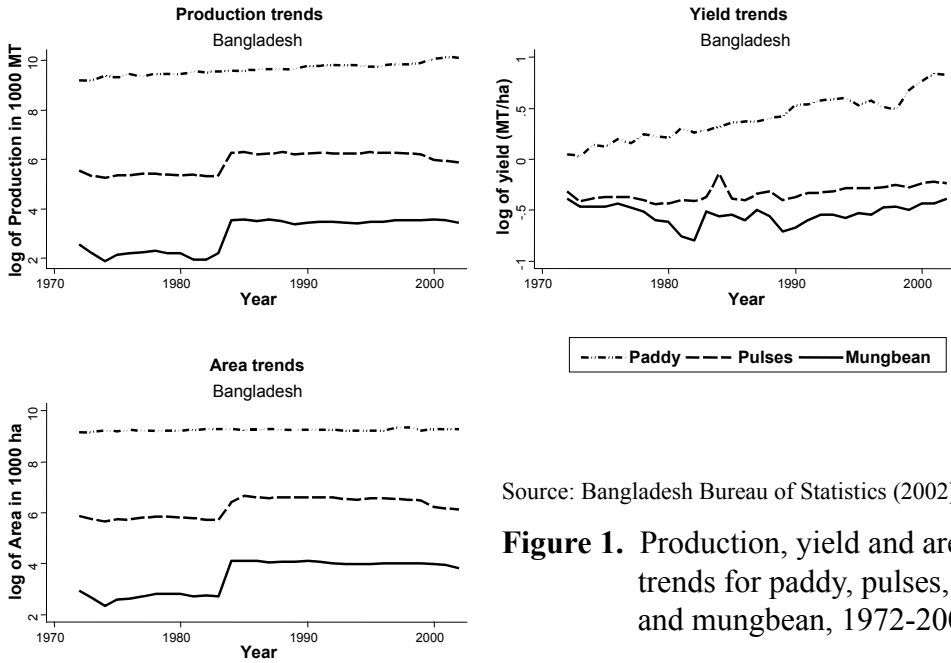 Production trends
Bangladesh
log of Production in 1000 MT
10
8
6
4
2
1970 1980 1990 2000
Year
Yield trends
Bangladesh
log of yield (MT/ha)
1
.5
0
-.5
-1
1970 1980 1990 2000
Year
Paddy Pulses Mungbean
Area trends
Bangladesh
log of Area in 1000 ha
10
8
6
4
2
1970 1980 1990 2000
Year
Source: Bangladesh Bureau of Statistics (2002)
Figure 1. Production, yield and are
trends for paddy, pulses,
and mungbean, 1972-200